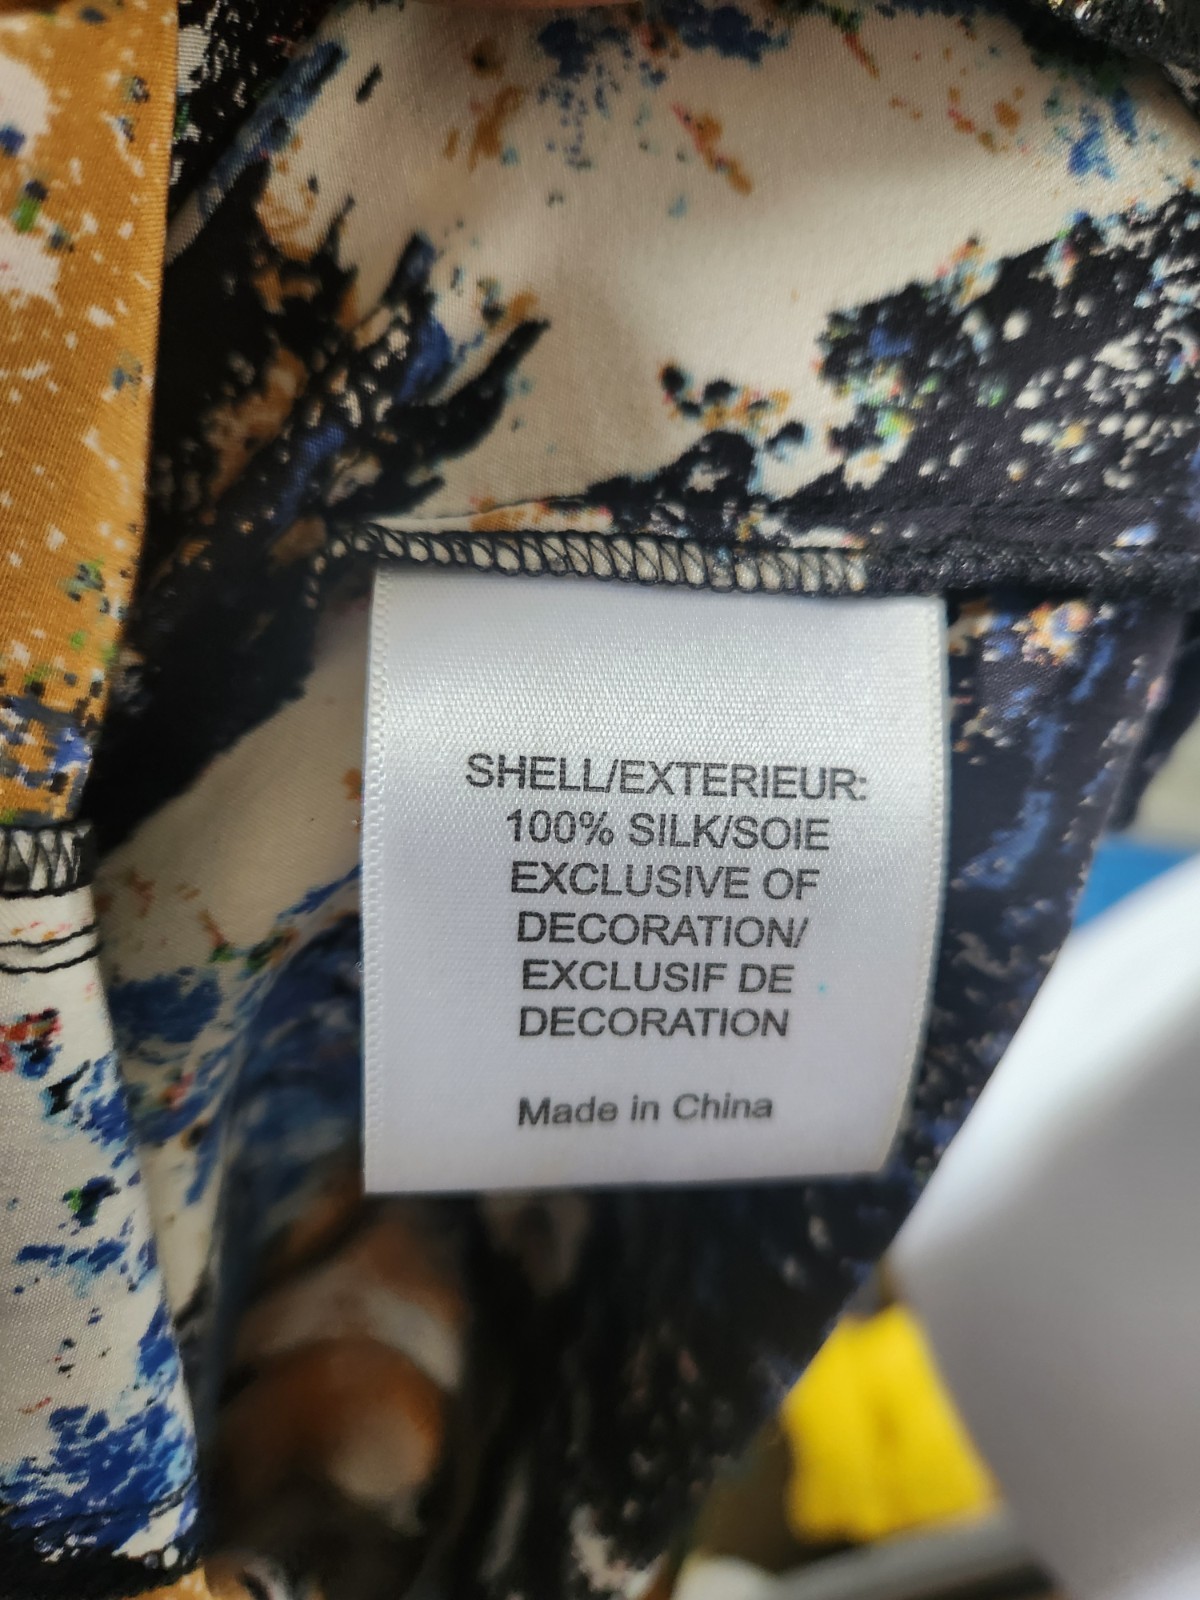 SHELL/EXTERIEUR:
100% SILK/SOIE
EXCLUSIVE OF
DECORATION/
EXCLUSIF DE
DECORATION
Made in China